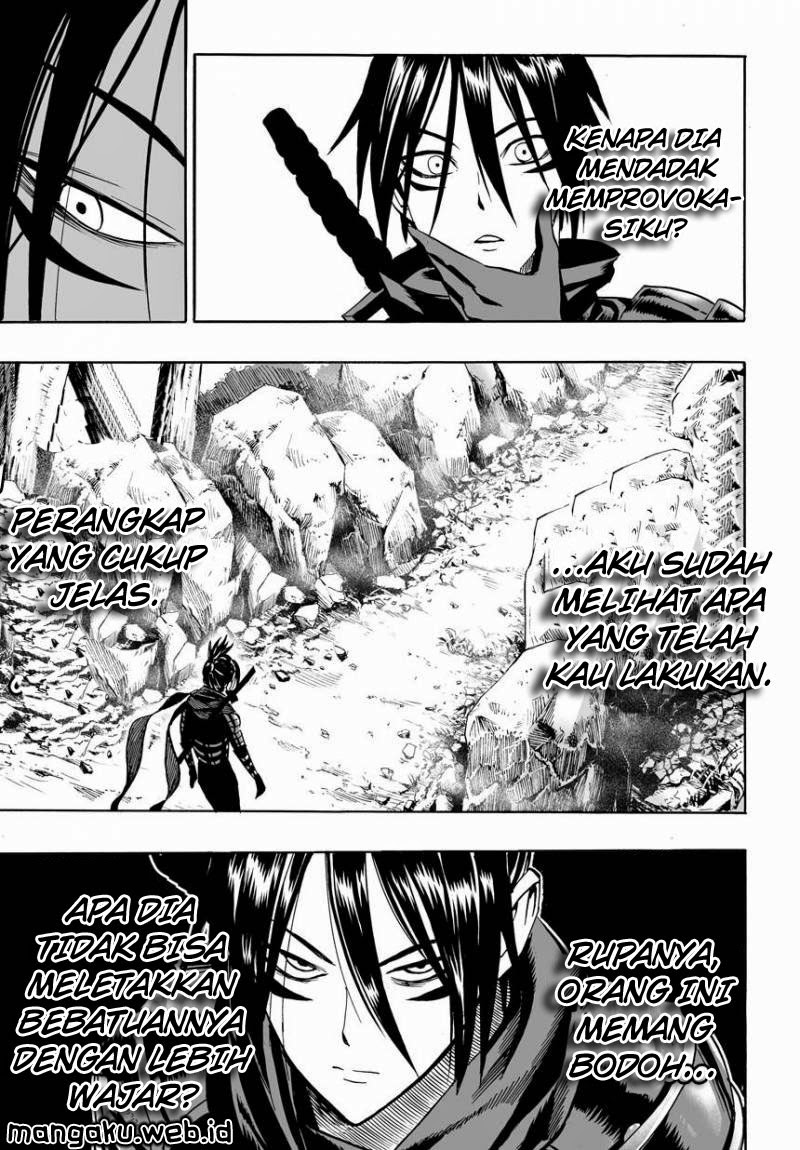 KENAPA DIA
MENDADAK
MEMPROVOKA-
SIKU?
...AKU SUDAH
MELIHAT APA
YANG TELAH
KAU LAKUKAN.
PERANGKAP
YANG CUKUP
JELAS.
RUPANYA,
ORANG INI
MEMANG
BODOH...
APA DIA
TIDAK BISA
MELETAKKAN
BEBATUANNYA
DENGAN LEBIH
WAJAR?
mangaku.web.id